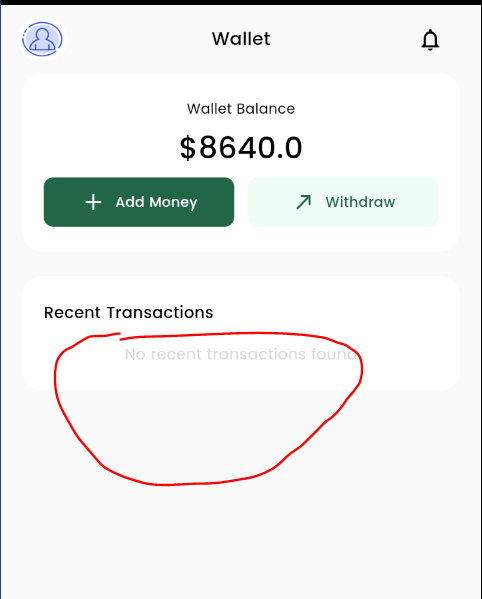 Wallet
Wallet Balance
$8640.0
Add Money
Withdraw
Recent Transactions
No recent transactions found